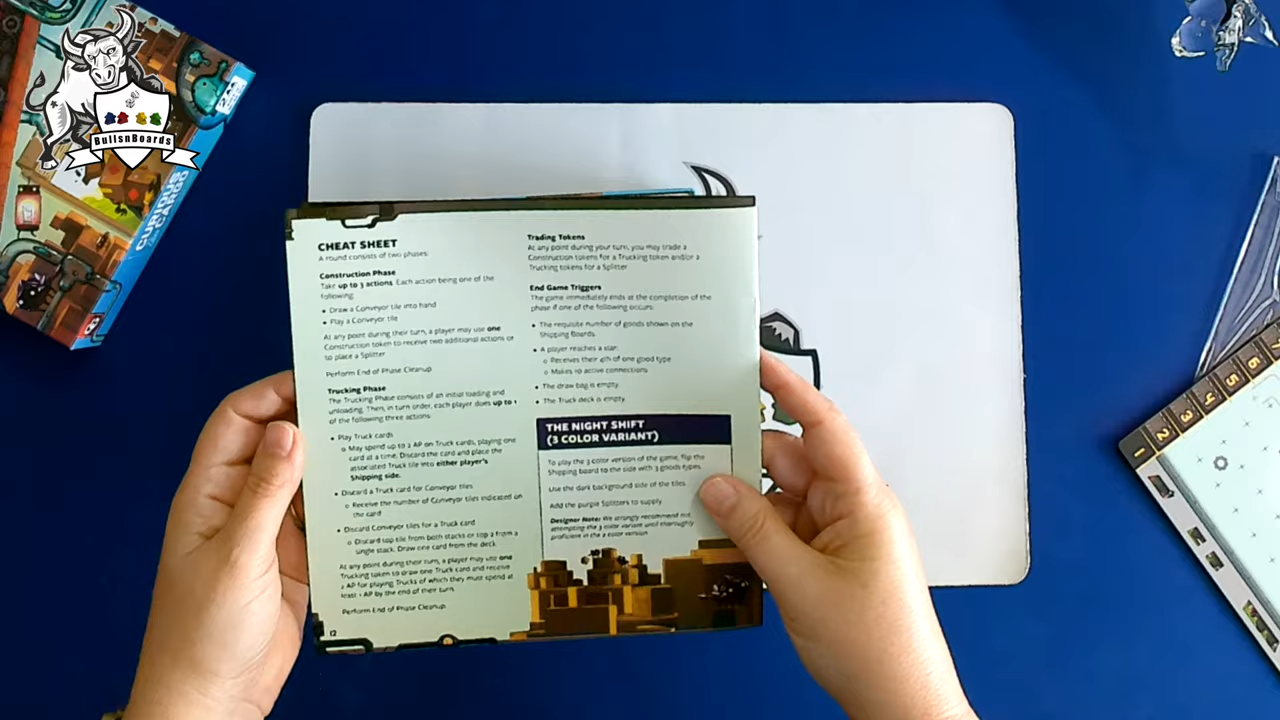 BullsnBoards
CURIOUS
CARGO
CHEAT SHEET
A round consists of two phases:
Construction Phase
Take up to 3 actions. Each action being one of the
following:
• Draw a Conveyor tile into hand
• Play a Conveyor tile
At any point during their turn, a player may use one
Construction token to receive two additional actions or
to place a Splitter
Perform End of Phase Cleanup.
Trucking Phase
The Trucking Phase consists of an initial loading and
unloading. Then, in turn order, each player does up to 1
of the following three actions:
• Play Truck cards
o May spend up to 2 AP on Truck cards, playing one
card at a time. Discard the card and place the
associated Truck tile into either player's
Shipping side.
• Discard a Truck card for Conveyor tiles
o Receive the number of Conveyor tiles indicated on
the card
• Discard Conveyor tiles for a Truck card
o Discard top tile from both stacks or top 2 from a
single stack. Draw one card from the deck.
At any point during their turn, a player may use one
Trucking token to draw one Truck card and receive
2 AP for playing Trucks of which they must spend at
least 1 AP by the end of their turn.
Perform End of Phase Cleanup.
12
Trading Tokens
At any point during your turn, you may trade 2
Construction tokens for a Trucking token and/or 2
Trucking tokens for a Splitter
End Game Triggers
The game immediately ends at the completion of the
phase if one of the following occurs:
• The requisite number of goods shown on the
Shipping Boards.
• A player reaches a star:
o Receives their 4th of one good type
o Makes 10 active connections
• The draw bag is empty.
• The Truck deck is empty.
THE NIGHT SHIFT
(3 COLOR VARIANT)
To play the 3 color version of the game, flip the
Shipping board to the side with 3 goods types.
Use the dark background side of the tiles.
Add the purple Splitters to supply
Designer Note: We strongly recommend not
attempting the 3 color variant until thoroughly
proficient in the 2 color version
1
2
3
4
5
6
7